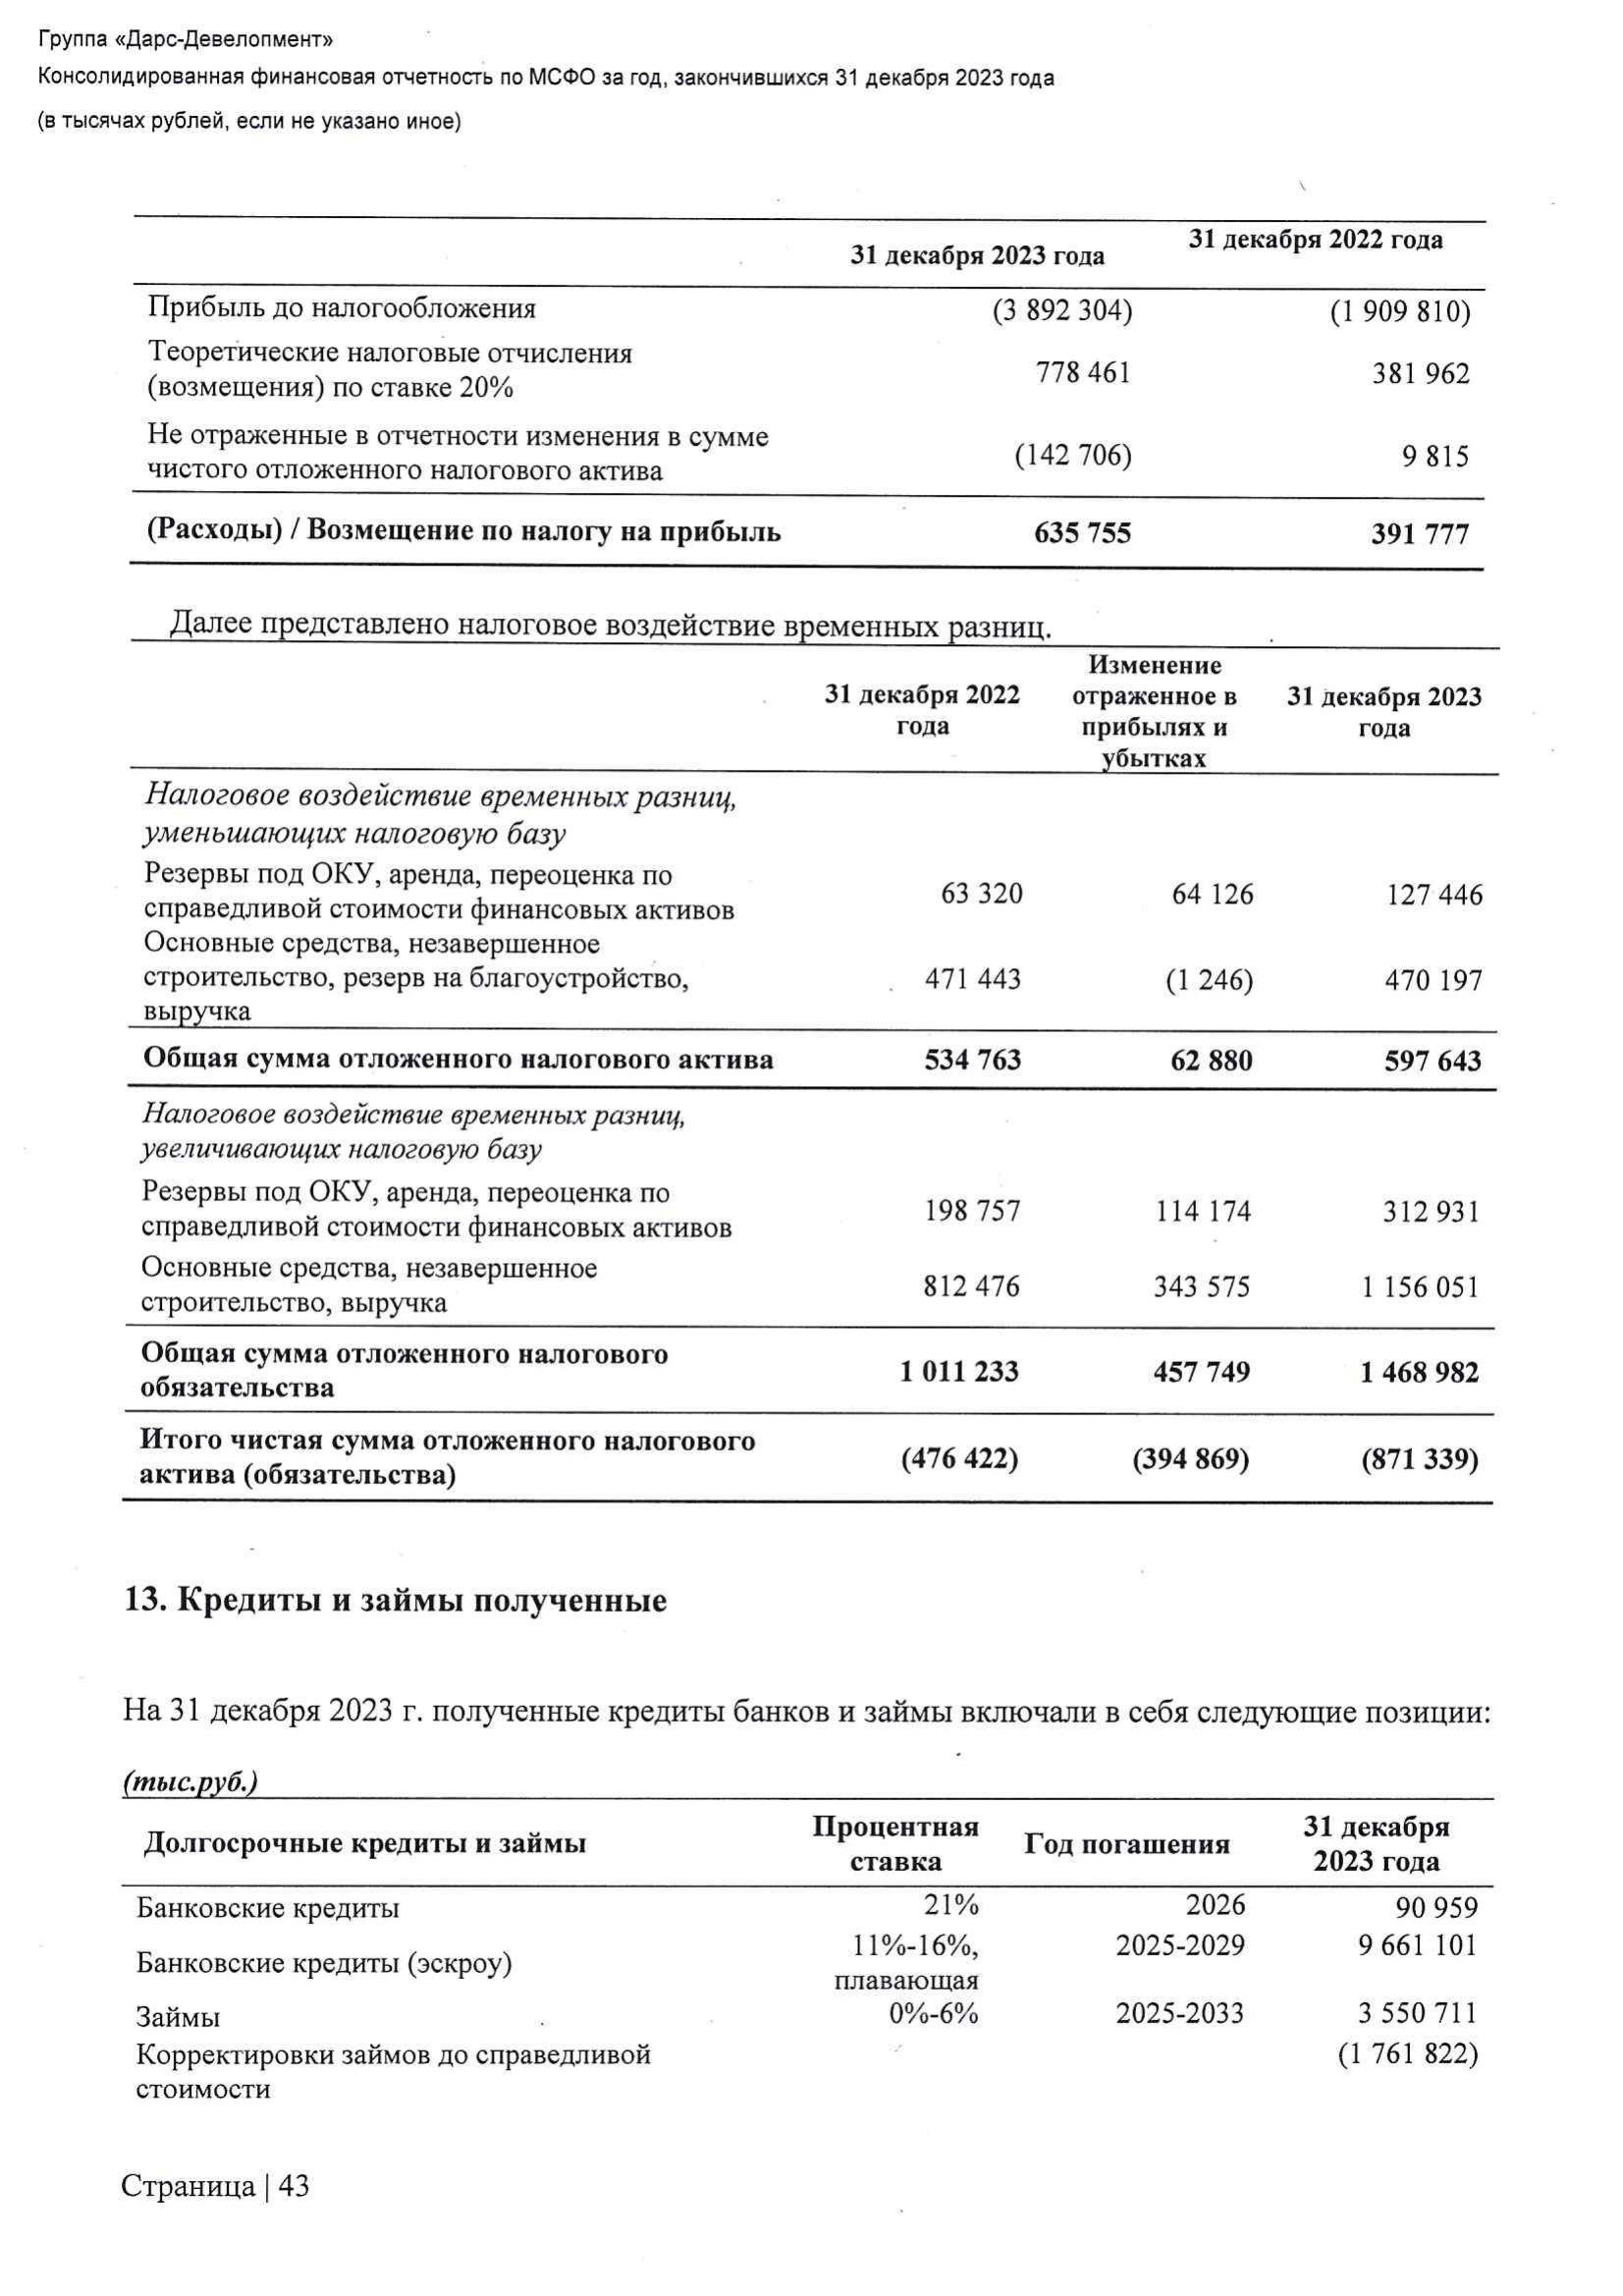 Группа «Дарс-Девелопмент»
Консолидированная финансовая отчетность по МСФО за год, закончившихся 31 декабря 2023 года
(в тысячах рублей, если не указано иное)
31 декабря 2023 года 31 декабря 2022 года
Прибыль до налогообложения (3 892 304) (1 909 810)
Теоретические налоговые отчисления
(возмещения) по ставке 20% 778 461 381 962
Не отраженные в отчетности изменения в сумме
чистого отложенного налогового актива (142 706) 9 815
(Расходы) / Возмещение по налогу на прибыль 635 755 391 777
Далее представлено налоговое воздействие временных разниц.
31 декабря 2022
года
Изменение
отраженное в
прибылях и
убытках
31 декабря 2023
года
Налоговое воздействие временных разниц,
уменьшающих налоговую базу
Резервы под ОКУ, аренда, переоценка по
справедливой стоимости финансовых активов 63 320 64 126 127 446
Основные средства, незавершенное
строительство, резерв на благоустройство, 471 443 (1 246) 470 197
выручка
Общая сумма отложенного налогового актива 534 763 62 880 597 643
Налоговое воздействие временных разниц,
увеличивающих налоговую базу
Резервы под ОКУ, аренда, переоценка по
справедливой стоимости финансовых активов 198 757 114 174 312 931
Основные средства, незавершенное
строительство, выручка 812 476 343 575 1 156 051
Общая сумма отложенного налогового
обязательства 1 011 233 457 749 1 468 982
Итого чистая сумма отложенного налогового
актива (обязательства) (476 422) (394 869) (871 339)
13. Кредиты и займы полученные
На 31 декабря 2023 г. полученные кредиты банков и займы включали в себя следующие позиции:
(тыс.руб.)
Долгосрочные кредиты и займы
Процентная
ставка
Год погашения
31 декабря
2023 года
Банковские кредиты 21% 2026 90 959
Банковские кредиты (эскроу) 11%-16%, 2025-2029 9 661 101
плавающая
Займы 0%-6% 2025-2033 3 550 711
Корректировки займов до справедливой (1 761 822)
стоимости
Страница | 43